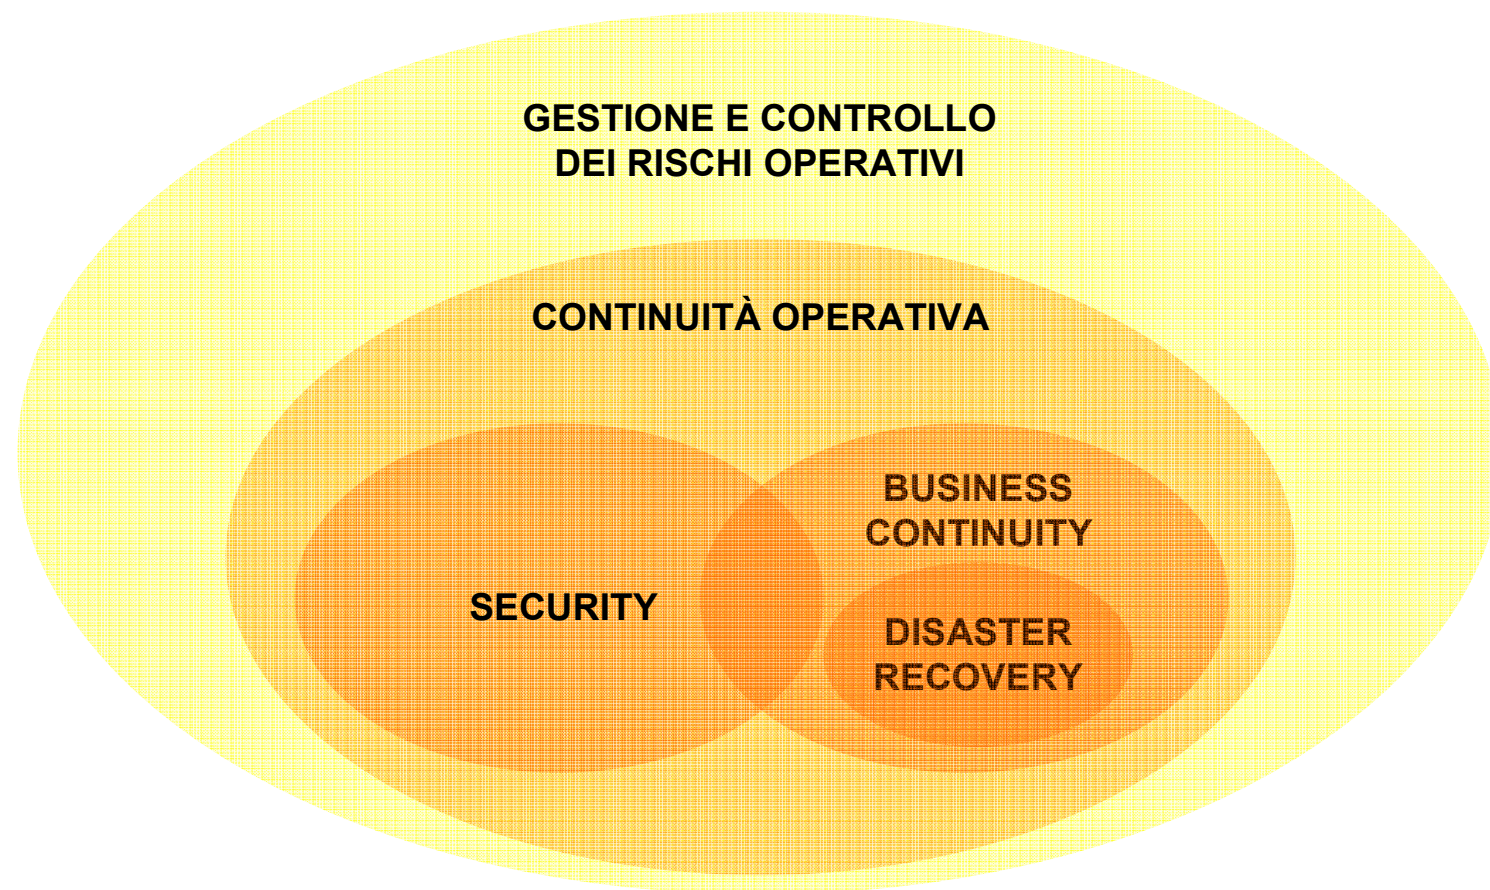 GESTIONE E CONTROLLO
DEI RISCHI OPERATIVI
CONTINUITÀ OPERATIVA
BUSINESS
CONTINUITY
SECURITY
DISASTER
RECOVERY